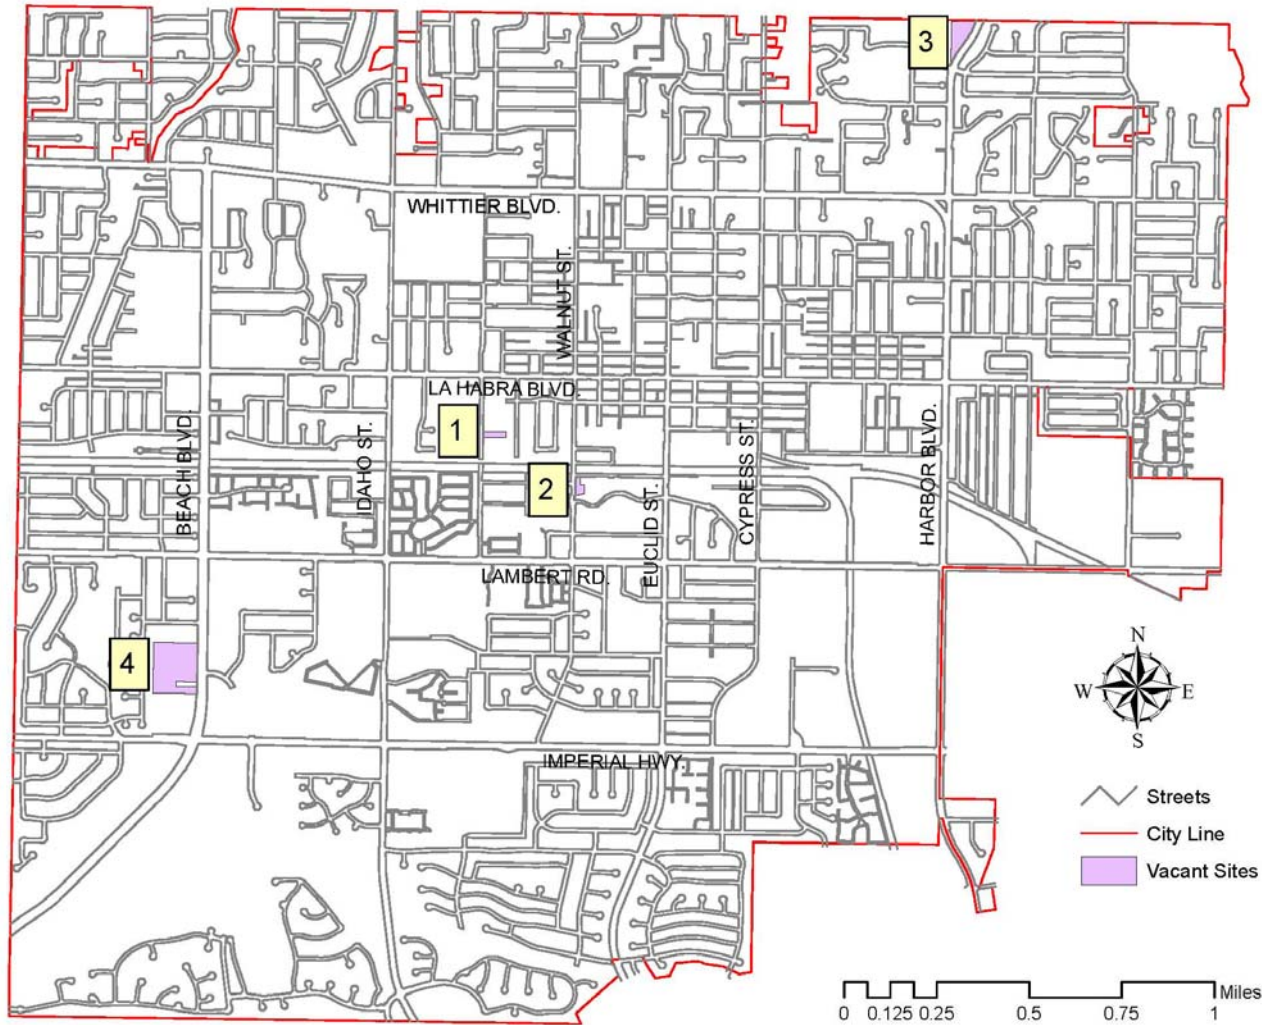 3
WHITTIER BLVD.
WALNUT ST.
LA HABRA BLVD.
1
BEACH BLVD.
IDAHO ST.
2
EUCLID ST.
CYPRESS ST.
HARBOR BLVD.
LAMBERT RD.
4
N
W E
S
IMPERIAL HWY.
Streets
City Line
Vacant Sites
Miles
0 0.125 0.25 0.5 0.75 1